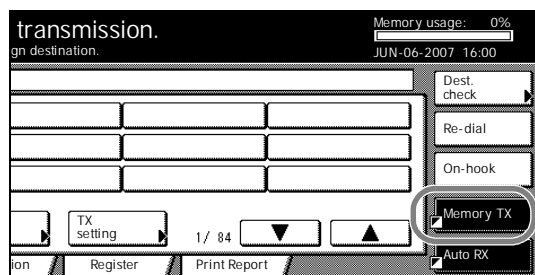 transmission.
Memory usage: 0%
gn destination.
JUN-06-2007 16:00
Dest.
check
Re-dial
On-hook
Memory TX
TX
setting
1/ 84
Auto RX
ion
Register
Print Report